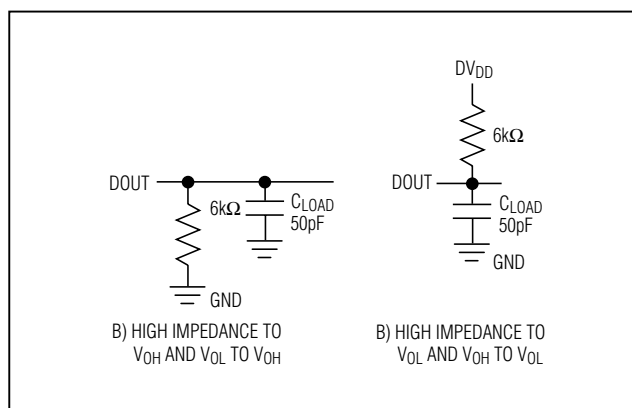 DOUT
6kΩ
CLOAD
50pF
GND
B) HIGH IMPEDANCE TO
VOH AND VOL TO VOH
DVDD
6kΩ
DOUT
CLOAD
50pF
GND
B) HIGH IMPEDANCE TO
VOL AND VOH TO VOL